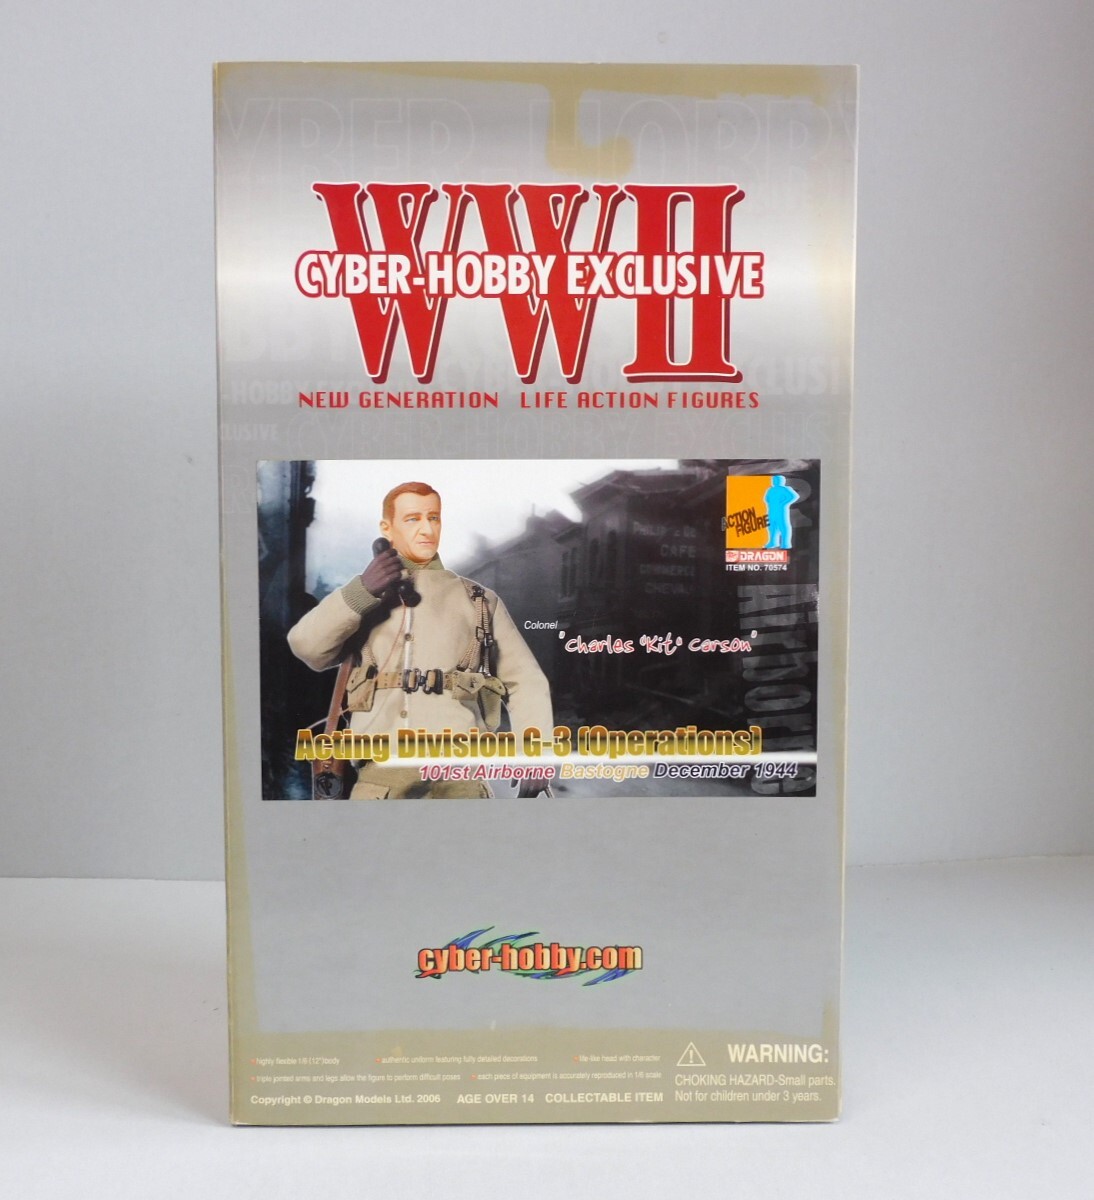 WWII
CYBER-HOBBY EXCLUSIVE
NEW GENERATION LIFE ACTION FIGURES
ACTION FIGURE
DRAGON
ITEM NO. 70574
CAFE
COMMERCE
Colonel
"Charles "Kit" Carson"
Acting Division G-3 (Operations)
101st Airborne Bastogne December 1944
cyber-hobby.com
• highly flexible 1/6 (12") body • authentic uniform featuring fully detailed decorations • life-like head with character
• triple jointed arms and legs allow the figure to perform difficult poses • each piece of equipment is accurately reproduced in 1/6 scale
Copyright © Dragon Models Ltd. 2006 AGE OVER 14 COLLECTABLE ITEM
WARNING:
CHOKING HAZARD-Small parts.
Not for children under 3 years.